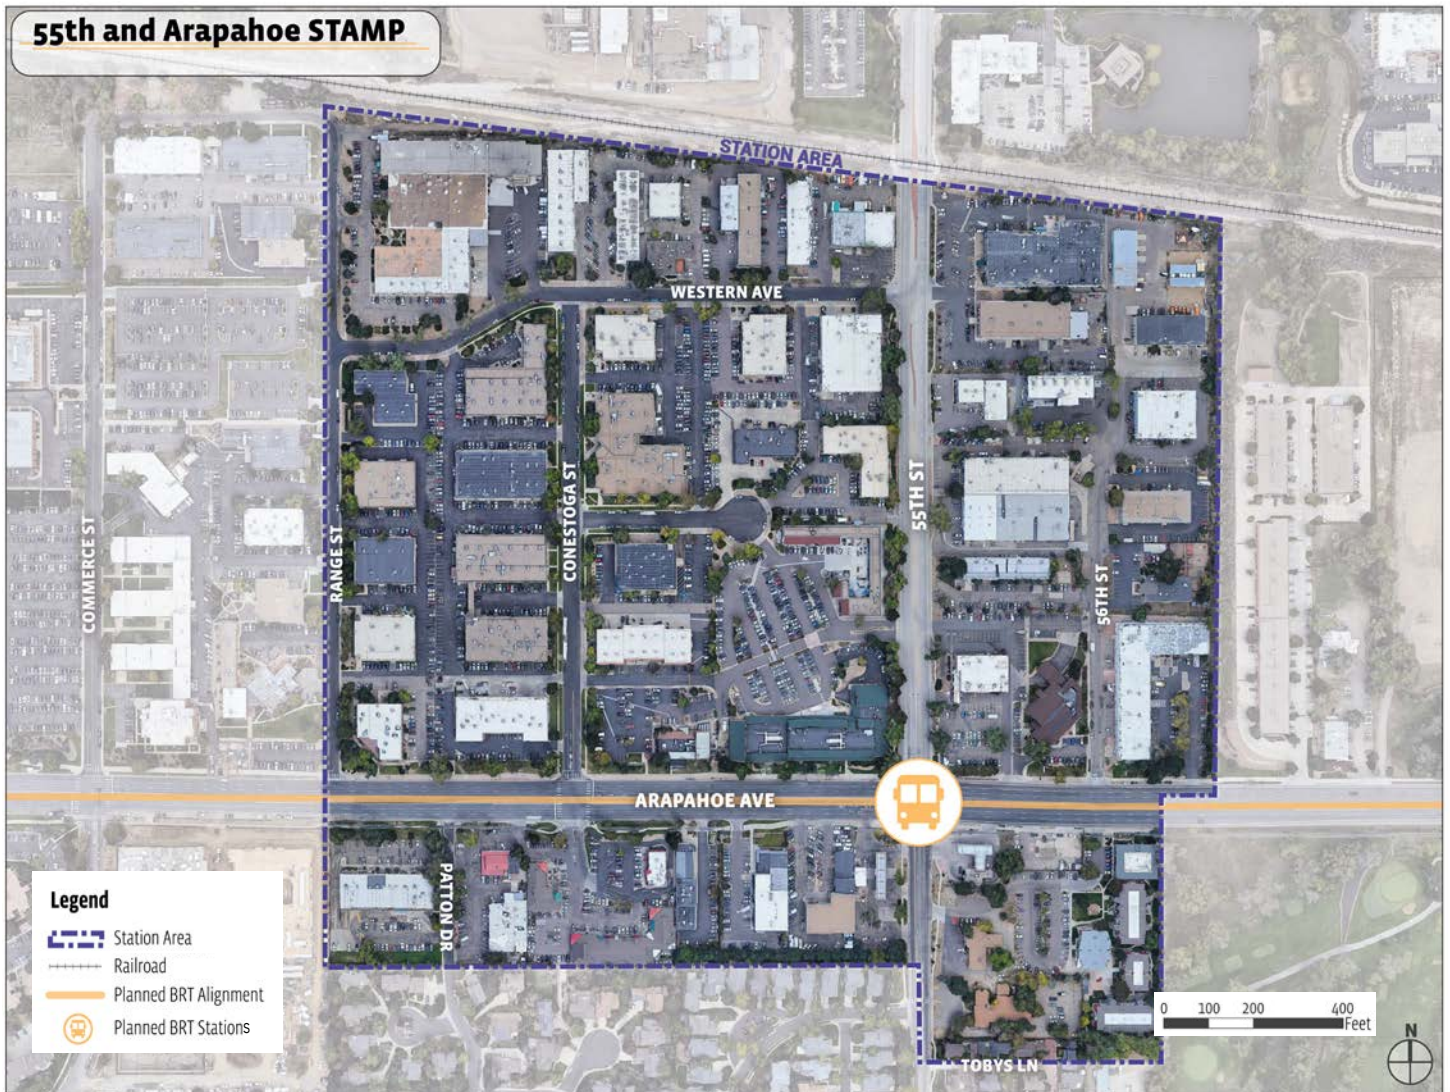 55th and Arapahoe STAMP
STATION AREA
WESTERN AVE
COMMERCE ST
RANGE ST
CONESTOGA ST
55TH ST
56TH ST
ARAPAHOE AVE
PATTON DR
TOBYS LN
Legend
Station Area
Railroad
Planned BRT Alignment
Planned BRT Stations
0 100 200 400
Feet
N